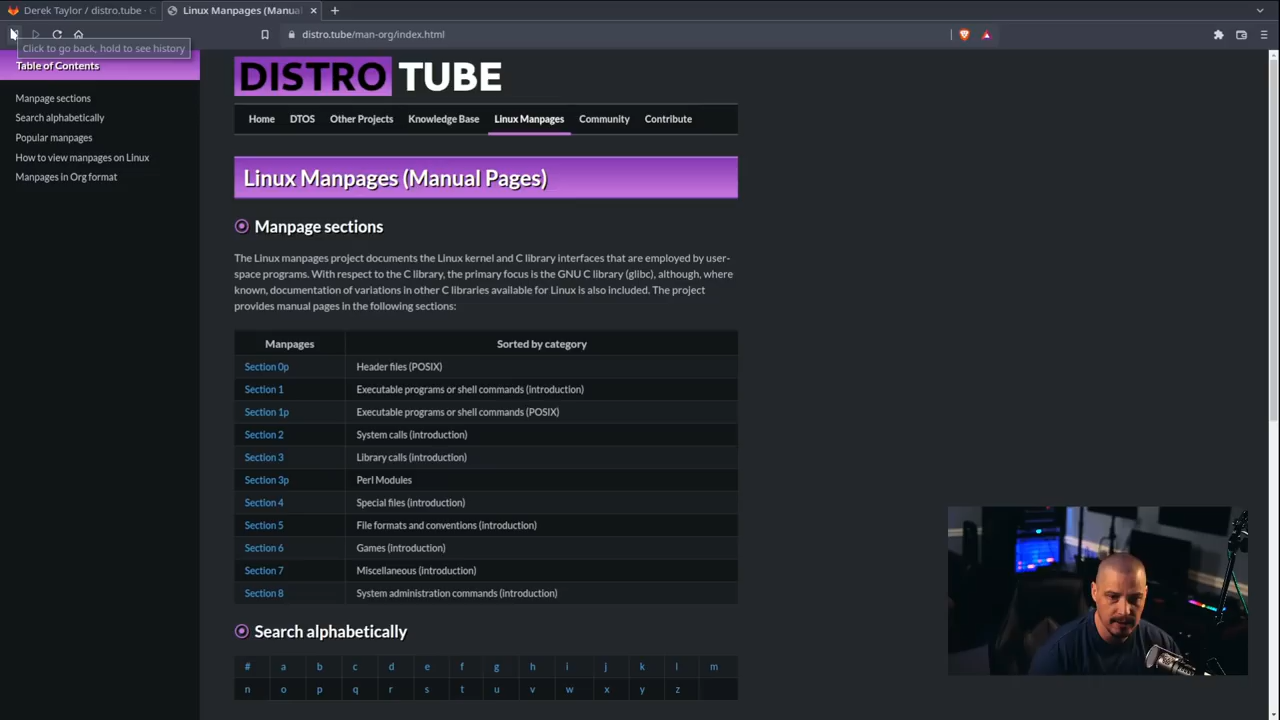 Derek Taylor / distro.tube · G
Linux Manpages (Manua
distro.tube/man-org/index.html
Click to go back, hold to see history
Table of Contents
Manpage sections
Search alphabetically
Popular manpages
How to view manpages on Linux
Manpages in Org format
DISTRO TUBE
Home DTOS Other Projects Knowledge Base Linux Manpages Community Contribute
Linux Manpages (Manual Pages)
Manpage sections
The Linux manpages project documents the Linux kernel and C library interfaces that are employed by user-
space programs. With respect to the C library, the primary focus is the GNU C library (glibc), although, where
known, documentation of variations in other C libraries available for Linux is also included. The project
provides manual pages in the following sections:
Manpages Sorted by category
Section 0p Header files (POSIX)
Section 1 Executable programs or shell commands (introduction)
Section 1p Executable programs or shell commands (POSIX)
Section 2 System calls (introduction)
Section 3 Library calls (introduction)
Section 3p Perl Modules
Section 4 Special files (introduction)
Section 5 File formats and conventions (introduction)
Section 6 Games (introduction)
Section 7 Miscellaneous (introduction)
Section 8 System administration commands (introduction)
Search alphabetically
# a b c d e f g h i j k l m
n o p q r s t u v w x y z